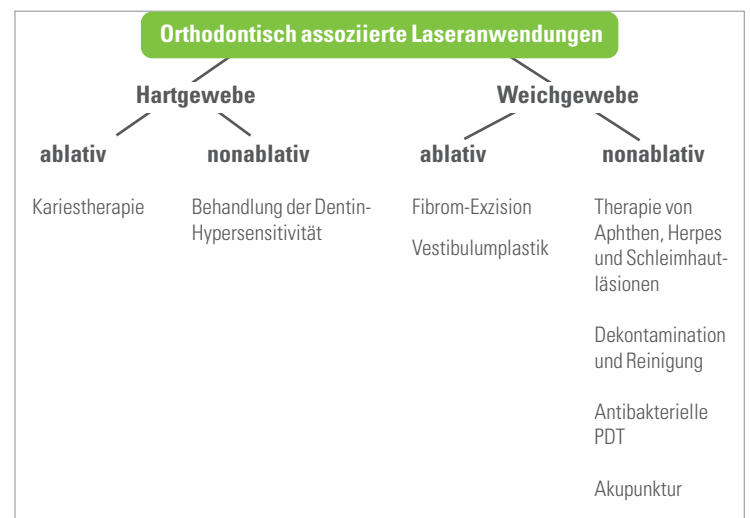 Orthodontisch assoziierte Laseranwendungen
Hartgewebe
Weichgewebe
ablativ
nonablativ
ablativ
nonablativ
Kariestherapie
Behandlung der Dentin-
Hypersensitivität
Fibrom-Exzision
Vestibulumplastik
Therapie von
Aphthen, Herpes
und Schleimhaut-
läsionen
Dekontamination
und Reinigung
Antibakterielle
PDT
Akupunktur